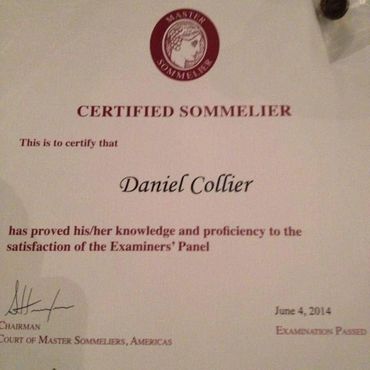 MASTER
SOMMELIER
CERTIFIED SOMMELIER
This is to certify that
Daniel Collier
has proved his/her knowledge and proficiency to the
satisfaction of the Examiners' Panel
June 4, 2014
CHAIRMAN
EXAMINATION PASSED
COURT OF MASTER SOMMELIERS, AMERICAS